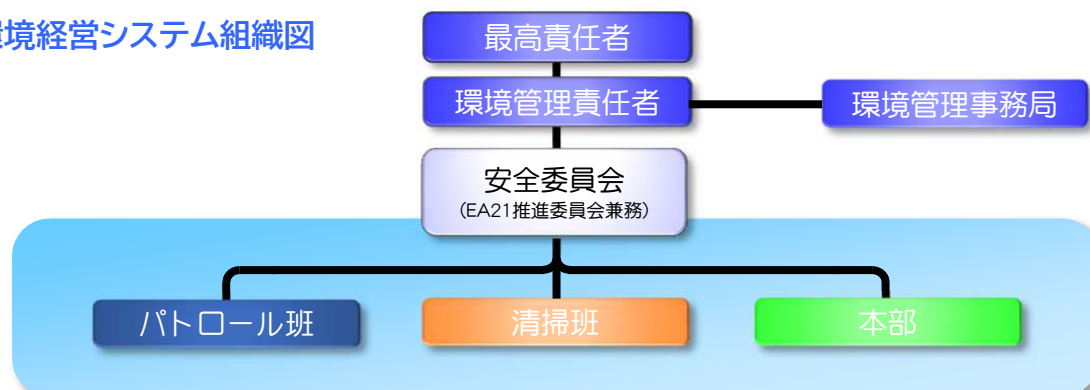 境経営システム組織図
最高責任者
環境管理責任者
環境管理事務局
安全委員会
(EA21推進委員会兼務)
パトロール班
清掃班
本部